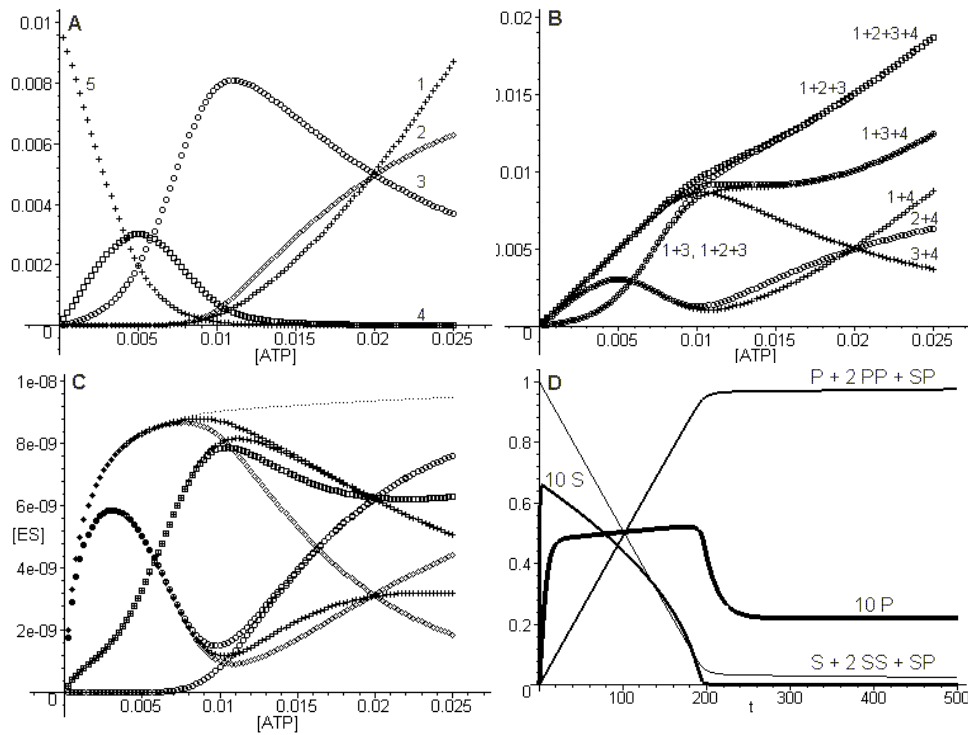 A
0.01
0.008
0.006
0.004
0.002
0
5
1
2
3
4
0.005
0.01
0.015
0.02
0.025
[ATP]
B
0.02
0.015
0.01
0.005
0
1+2+3+4
1+2+3
1+3+4
1+4
2+4
3+4
1+3, 1+2+3
0.005
0.01
0.015
0.02
0.025
[ATP]
C
1e-08
8e-09
6e-09
[ES]
4e-09
2e-09
0
0.005
0.01
0.015
0.02
0.025
[ATP]
D
1
0.8
0.6
0.4
0.2
0
P + 2 PP + SP
10 S
10 P
S + 2 SS + SP
100
200
300
400
500
t